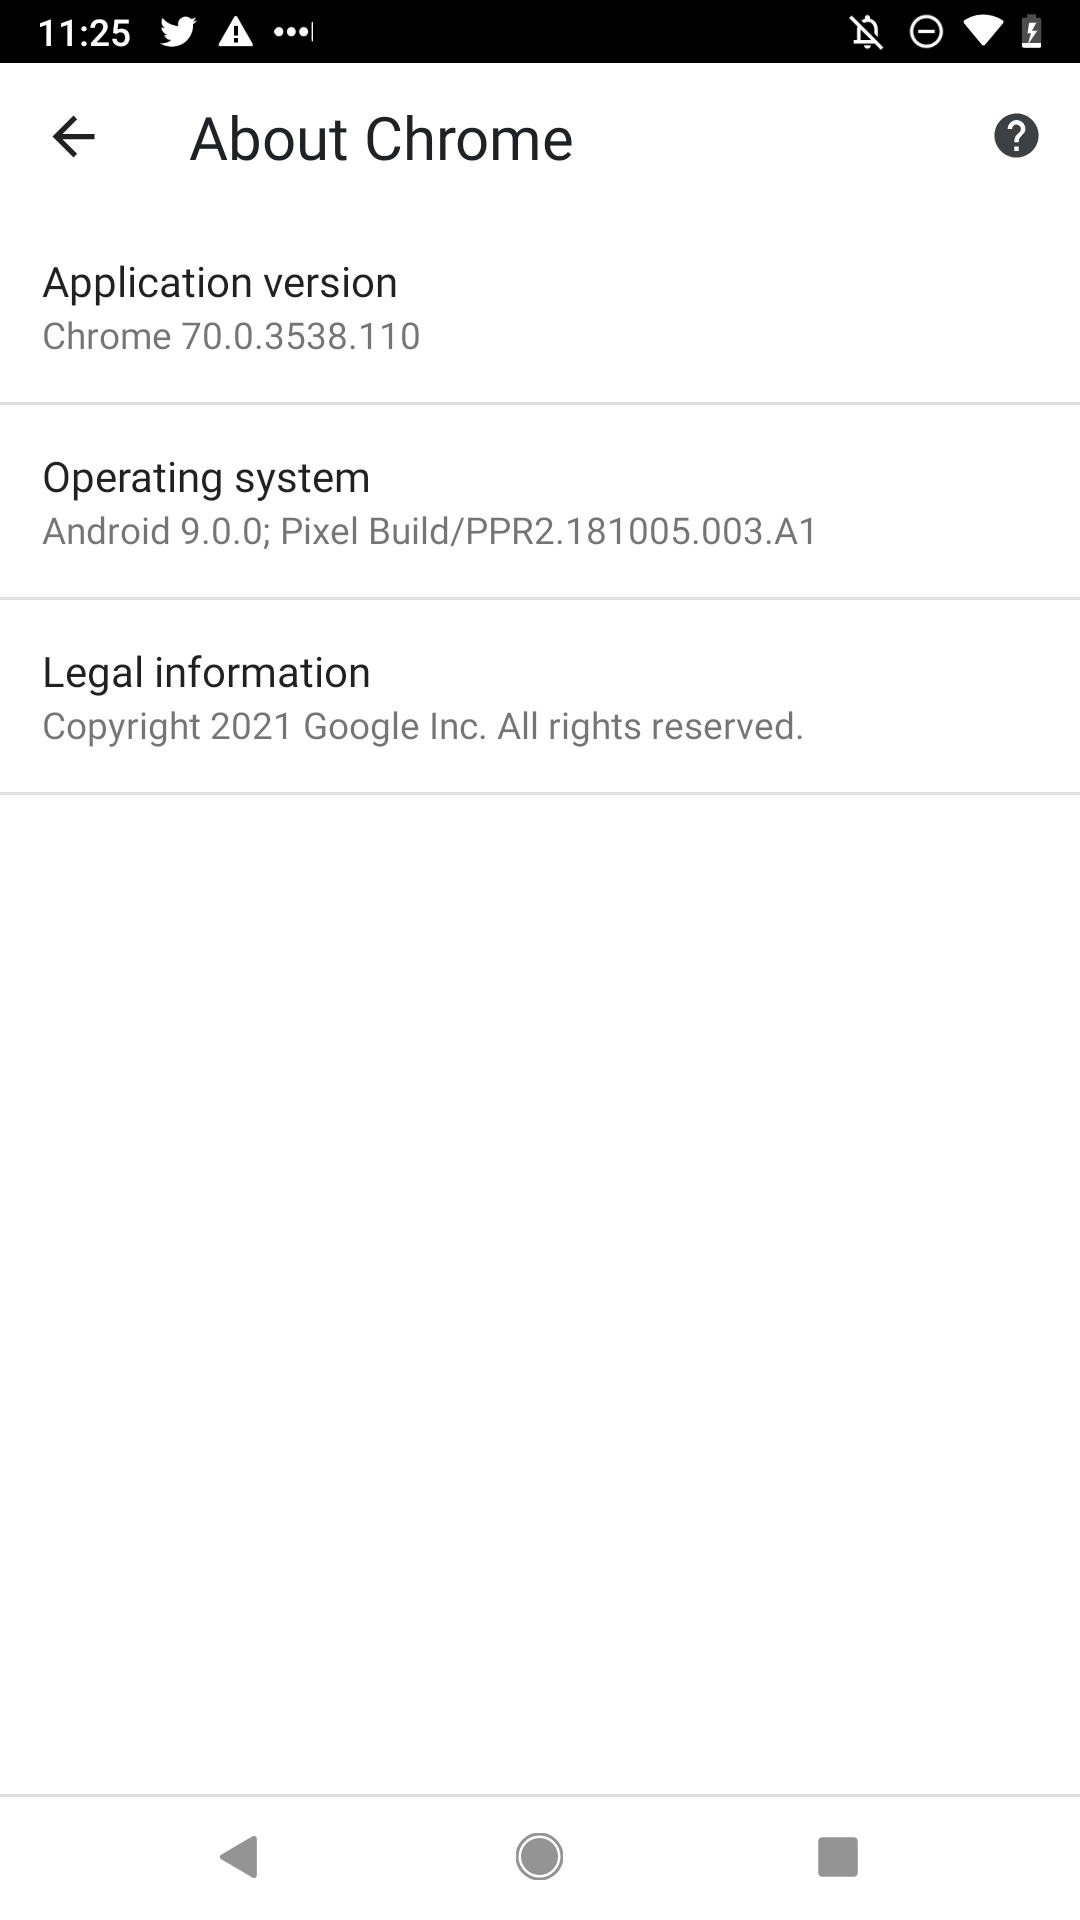 11:25
About Chrome
Application version
Chrome 70.0.3538.110
Operating system
Android 9.0.0; Pixel Build/PPR2.181005.003.A1
Legal information
Copyright 2021 Google Inc. All rights reserved.